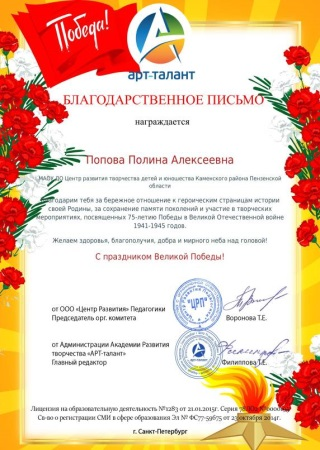 Победа!
арт-талант
БЛАГОДАРСТВЕННОЕ ПИСЬМО
награждается
Попова Полина Алексеевна
Центр развития творчества детей и юношества Каменского района Пензенской
области
Благодарим тебя за бережное отношение к героическим страницам истории
своей Родины, за сохранение памяти поколений и участие в творческих
мероприятиях, посвященных 75-летию Победы в Великой Отечественной войне
1941-1945 годов.
Желаем здоровья, благополучия, добра и мирного неба над головой!
С праздником Великой Победы!
от ООО «Центр Развития» Педагогики
Председатель орг. комитета
"ЦРП"
Воронова Т.Е.
от Администрации Академии Развития
творчества «АРТ-талант»
Главный редактор
Филиппова Т.Е.
Лицензия на образовательную деятельность №1283 от 21.01.2015г. Серия
Св-во о регистрации СМИ в сфере образования Эл № ФС77-59675 от 23 октября 2014г.
г. Санкт-Петербург